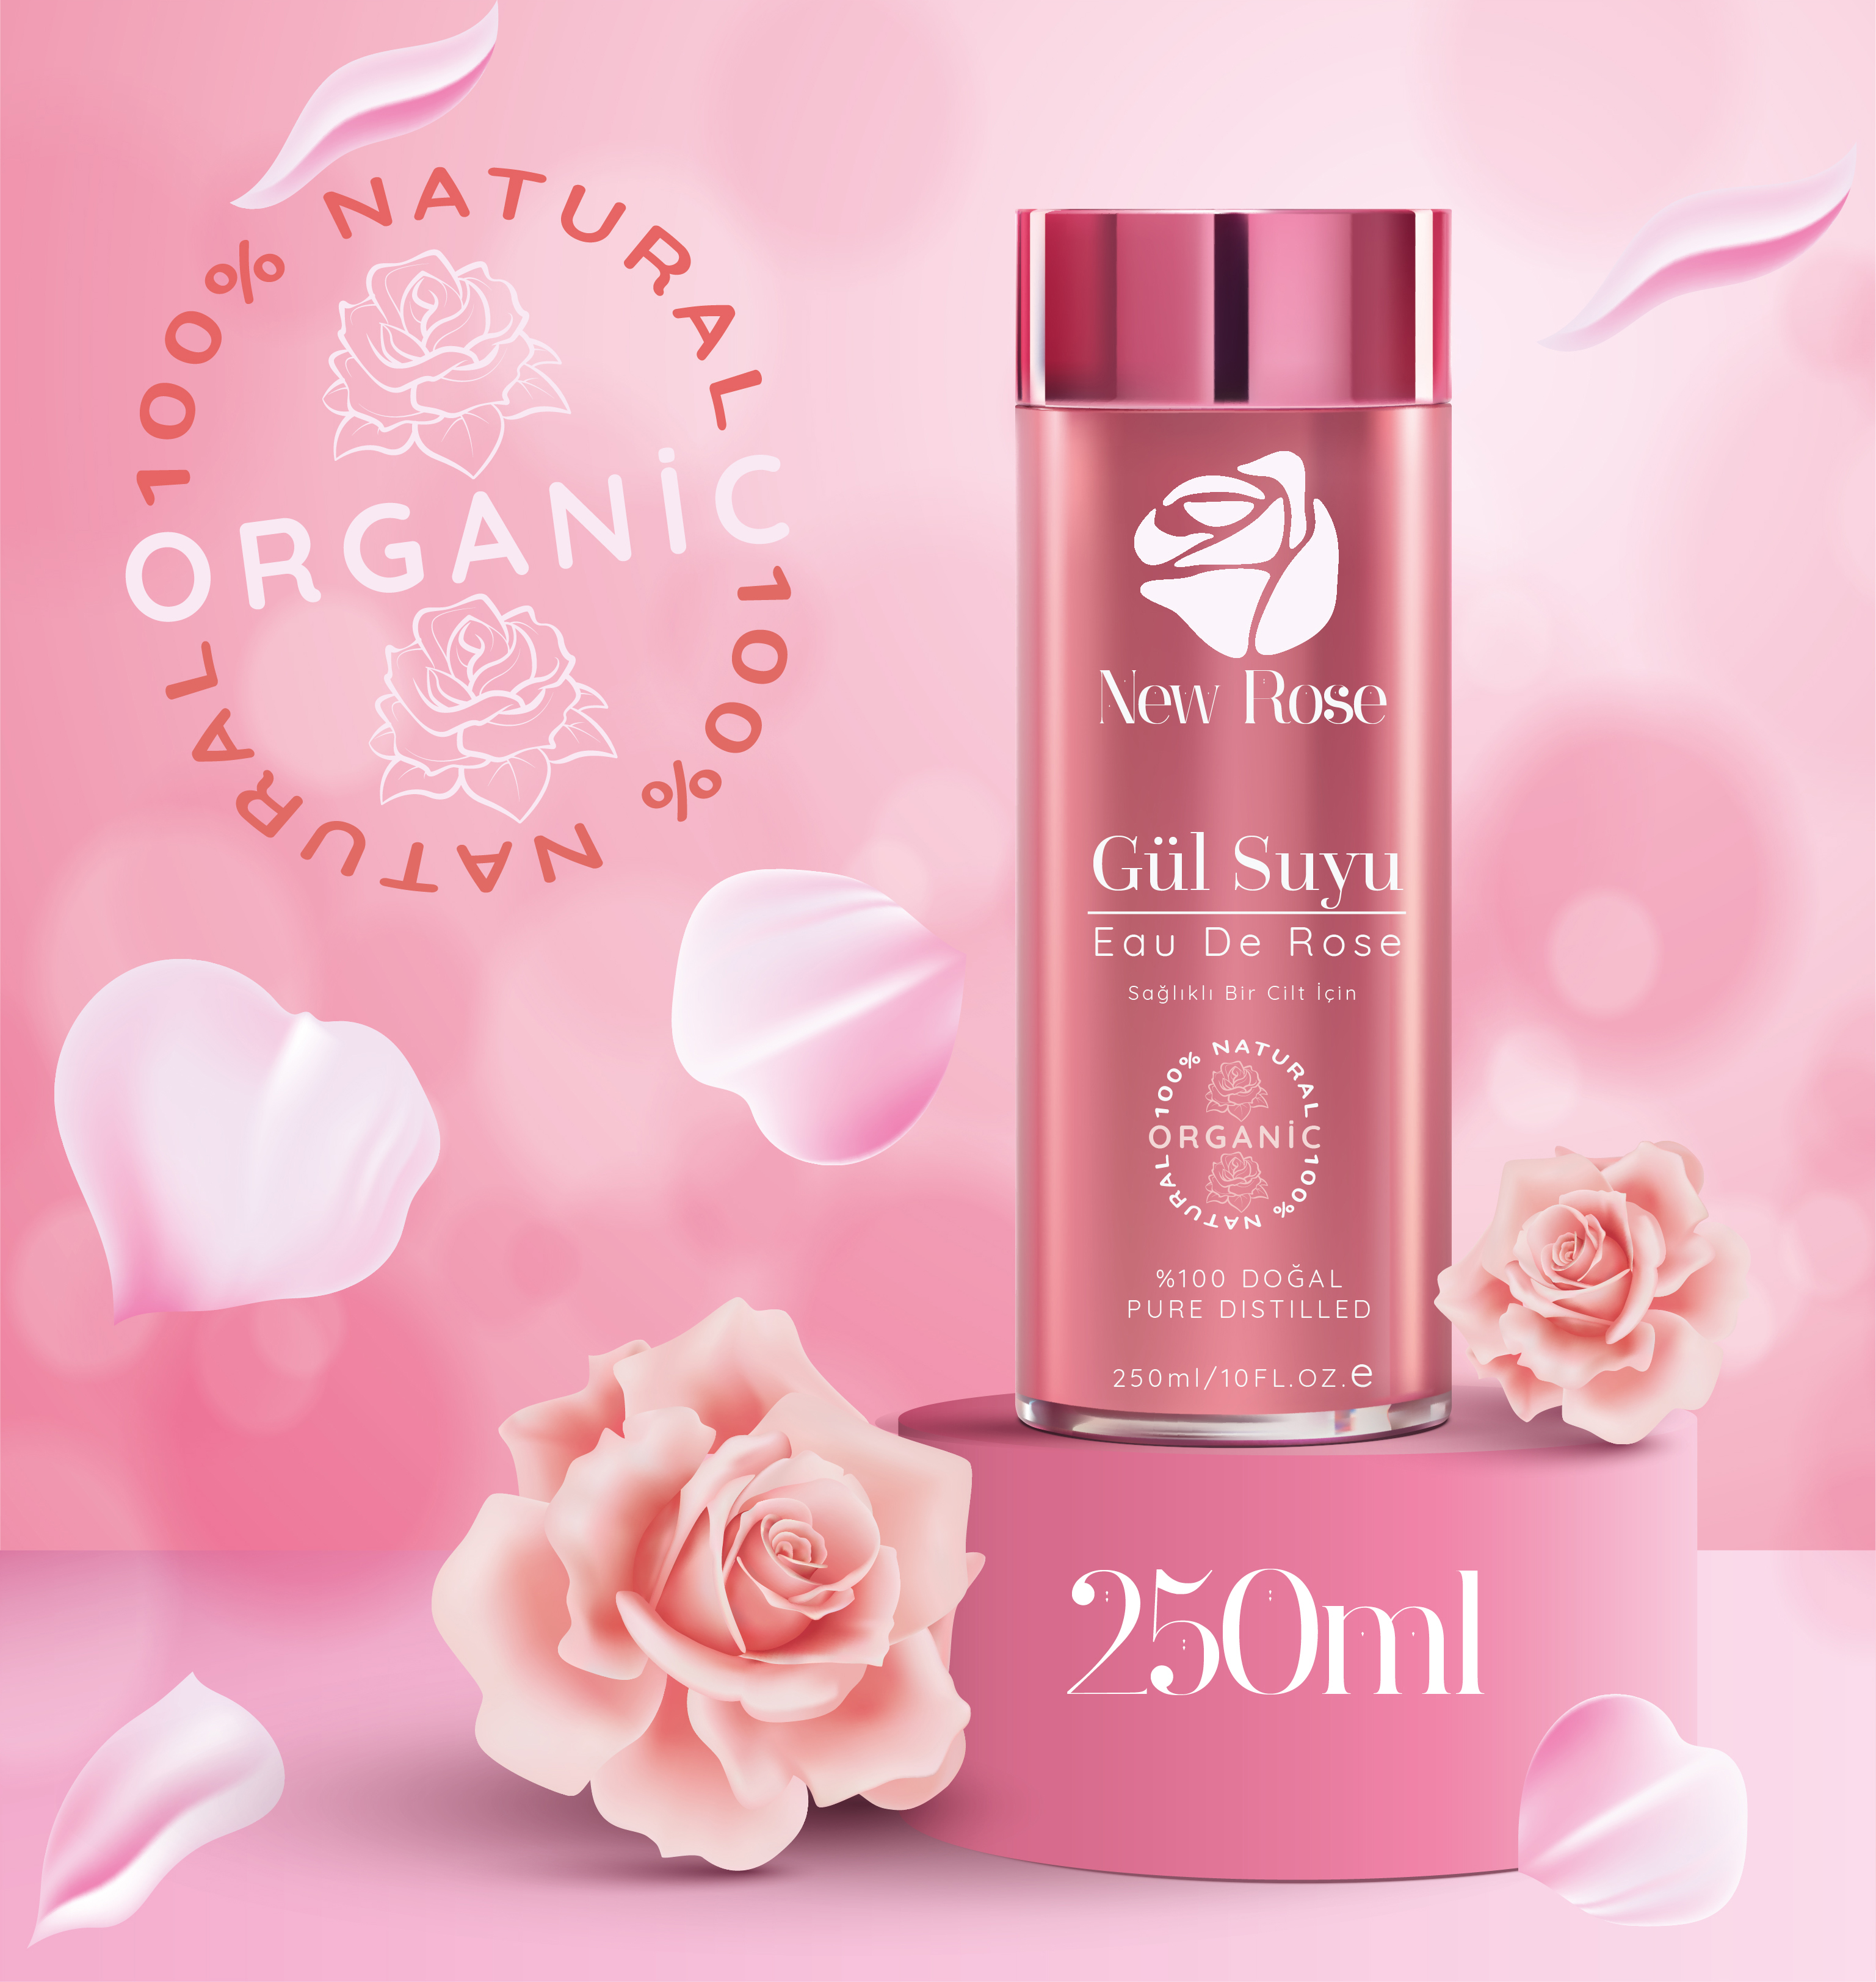 100% NATURAL
ORGANİC
100% NATURAL
New Rose
Gül Suyu
Eau De Rose
Sağlıklı Bir Cilt İçin
100% NATURAL
ORGANİC
100% NATURAL
%100 DOĞAL
PURE DISTILLED
250ml/10FL.OZ.e
250ml